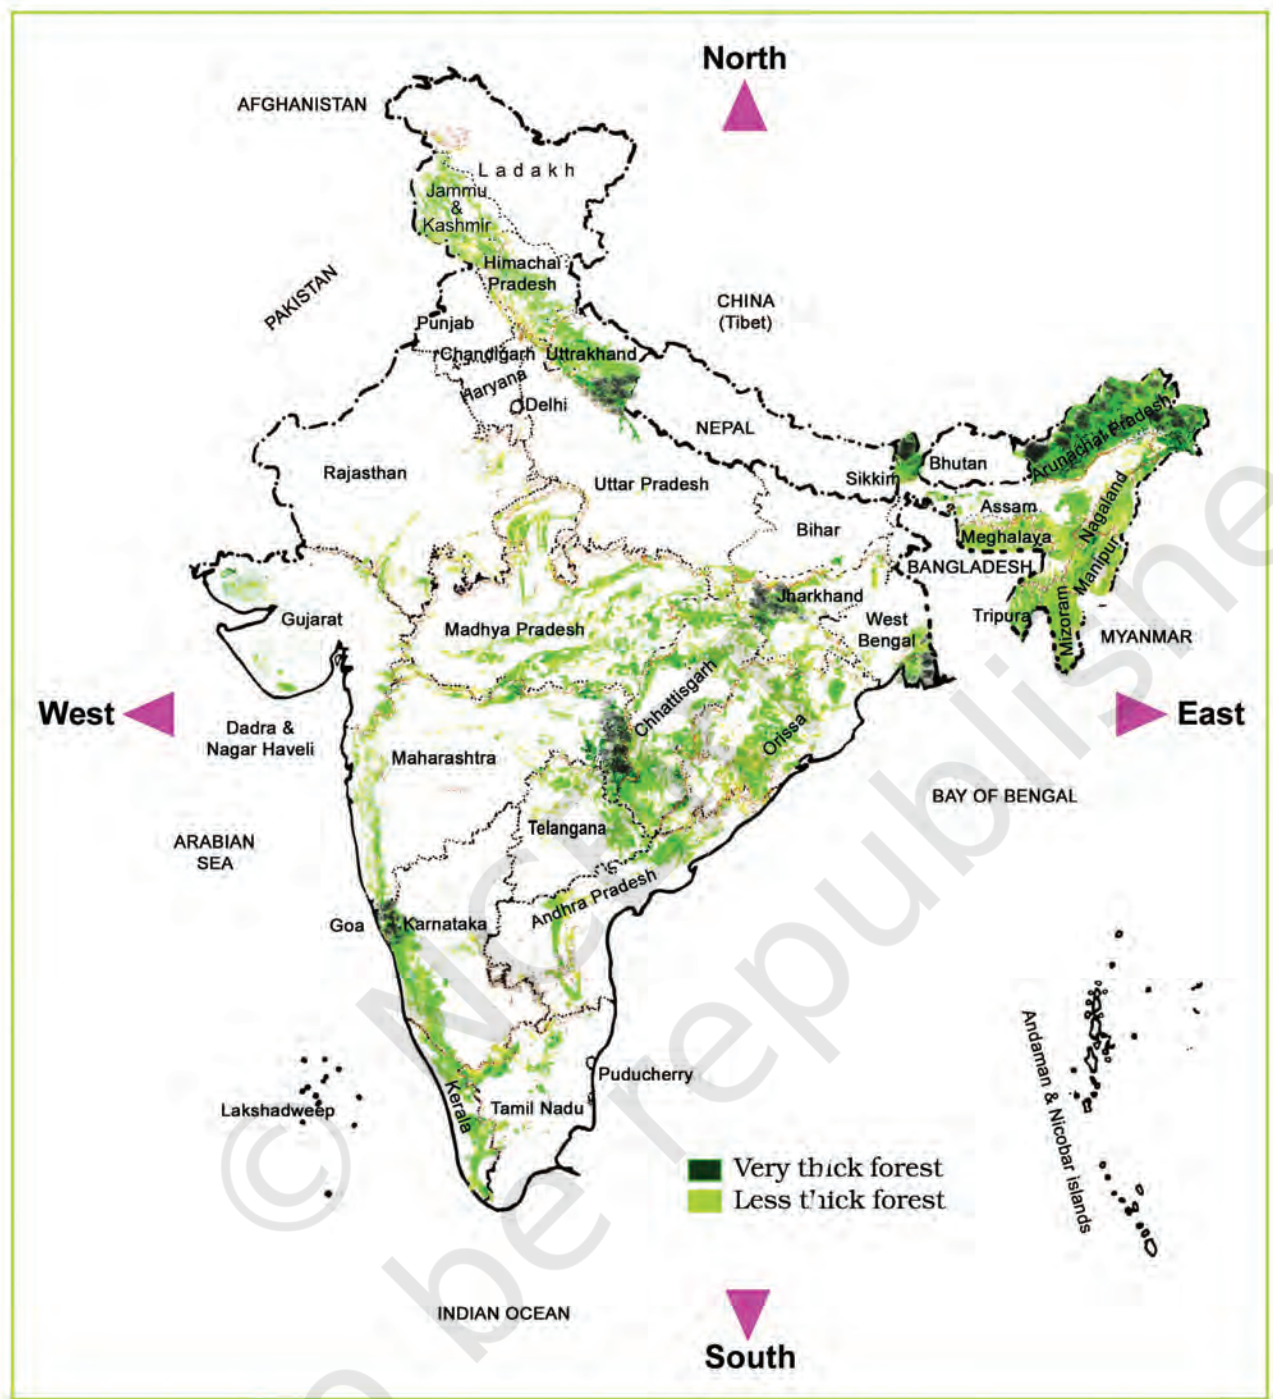 North
AFGHANISTAN
Ladakh
Jammu
&
Kashmir
Himachal
Pradesh
PAKISTAN
CHINA
(Tibet)
Punjab
Chandigarh
Uttrakhand
Haryana
Delhi
NEPAL
Arunachal Pradesh
Rajasthan
Uttar Pradesh
Sikkim
Bhutan
Assam
Nagaland
Bihar
Meghalaya
BANGLADESH
Manipur
Gujarat
Madhya Pradesh
Jharkhand
West
Bengal
Tripura
Mizoram
MYANMAR
West
East
Chhattisgarh
Orissa
Dadra &
Nagar Haveli
Maharashtra
BAY OF BENGAL
Telangana
ARABIAN
SEA
Andhra Pradesh
Goa
Karnataka
Andaman & Nicobar islands
Puducherry
Lakshadweep
Kerala
Tamil Nadu
Very thick forest
Less thick forest
INDIAN OCEAN
South
be republishe